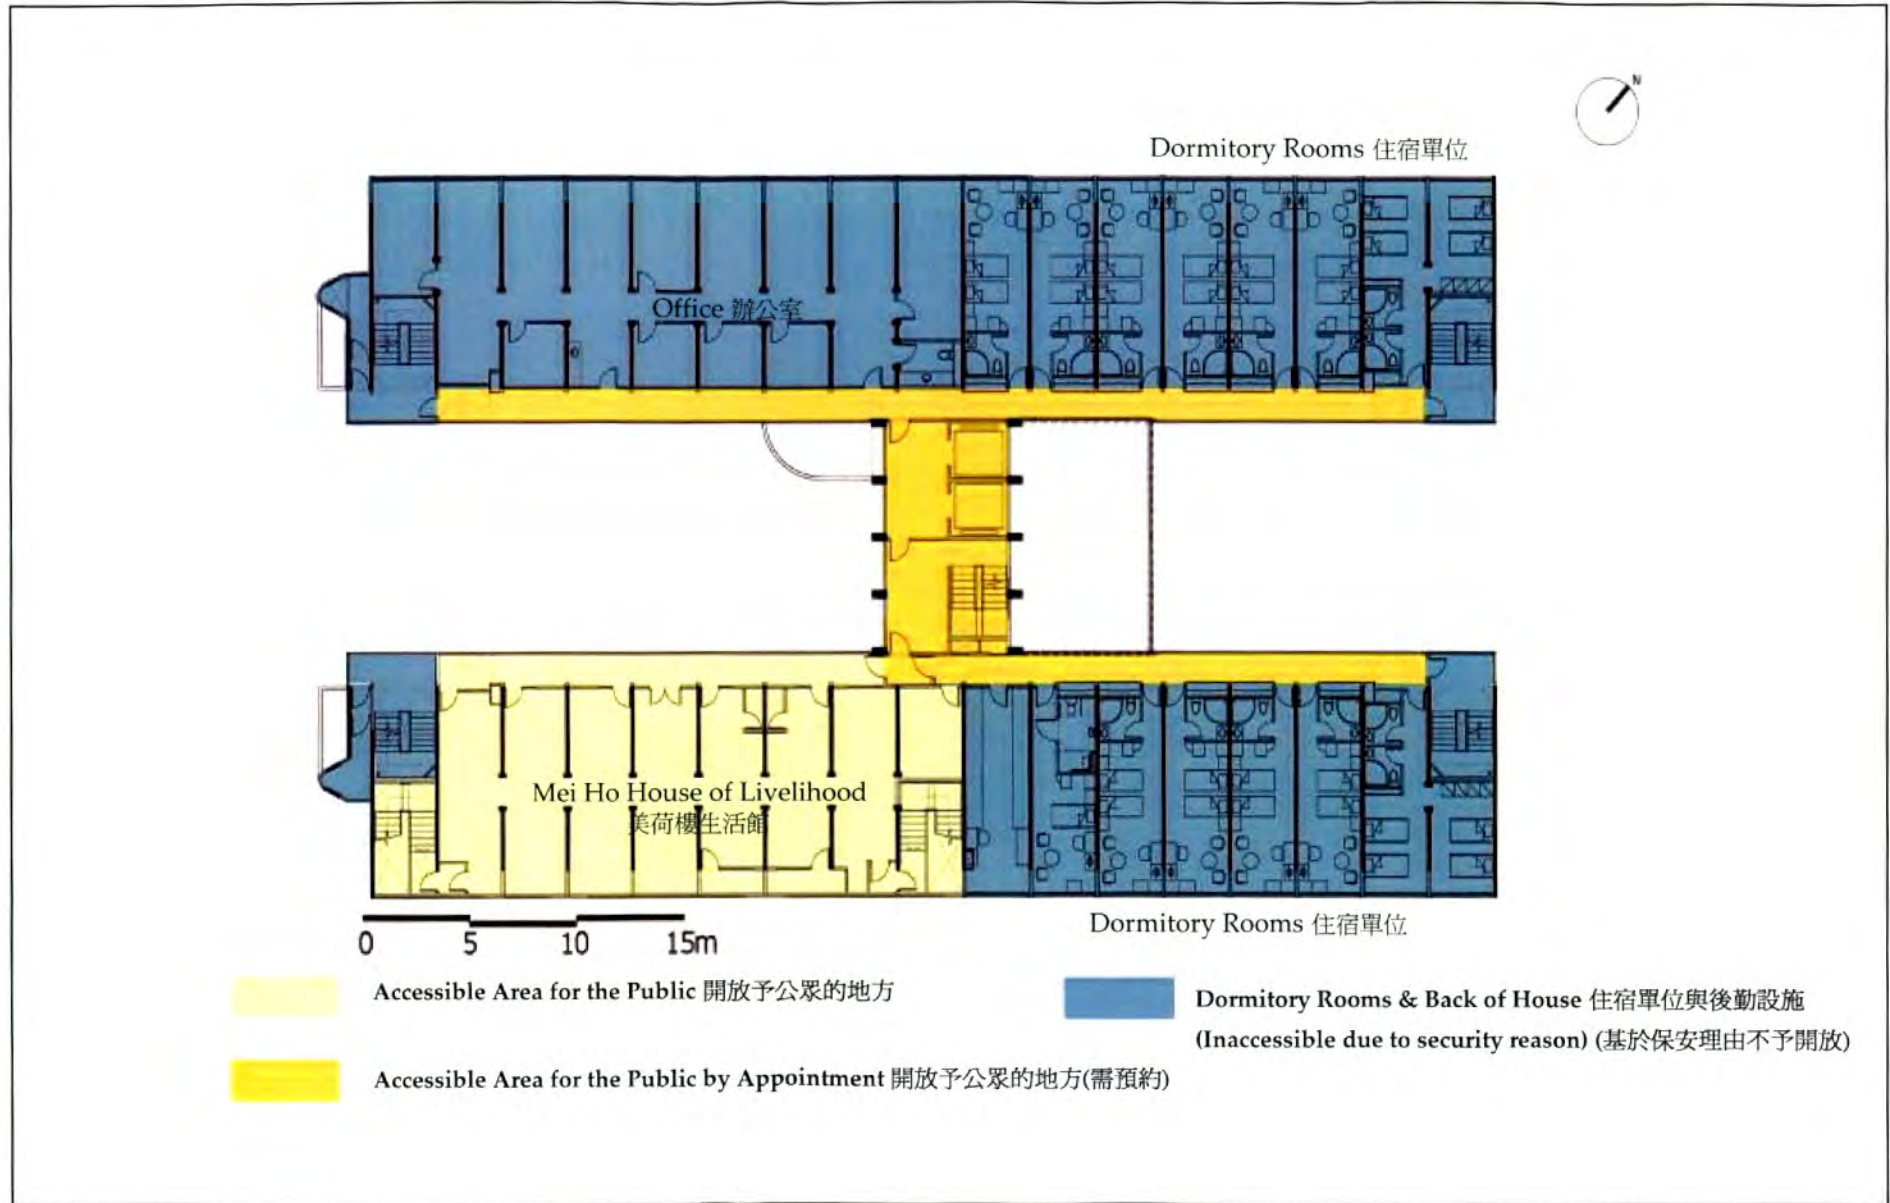 N
Dormitory Rooms 住宿單位
Office 辦公室
Mei Ho House of Livelihood
美荷樓生活館
Dormitory Rooms 住宿單位
0 5 10 15m
Accessible Area for the Public 開放予公眾的地方
Accessible Area for the Public by Appointment 開放予公眾的地方(需預約)
Dormitory Rooms & Back of House 住宿單位與後勤設施
(Inaccessible due to security reason) (基於保安理由不予開放)